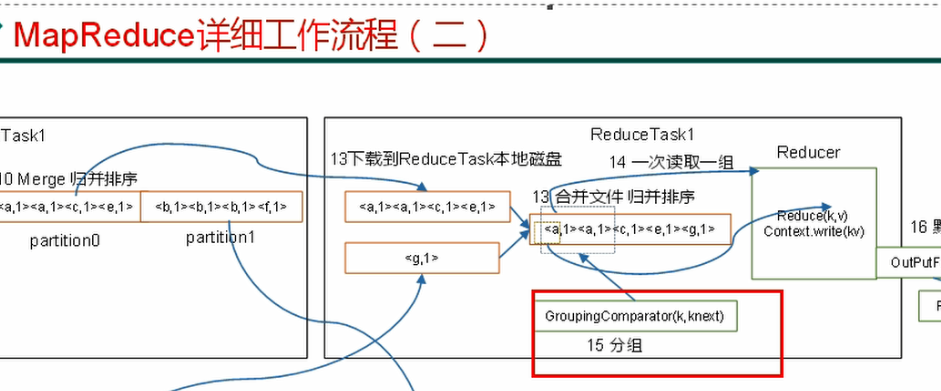 MapReduce详细工作流程（二）
Task1
10 Merge 归并排序
<a,1><a,1><c,1><e,1>
<b,1><b,1><b,1><f,1>
partition0
partition1
ReduceTask1
13下载到ReduceTask本地磁盘
<a,1><a,1><c,1><e,1>
<g,1>
13 合并文件 归并排序
<a,1><a,1><c,1><e,1><g,1>
14 一次读取一组
Reducer
Reduce(k,v)
Context.write(kv)
GroupingComparator(k,knext)
15 分组
16
OutPutF